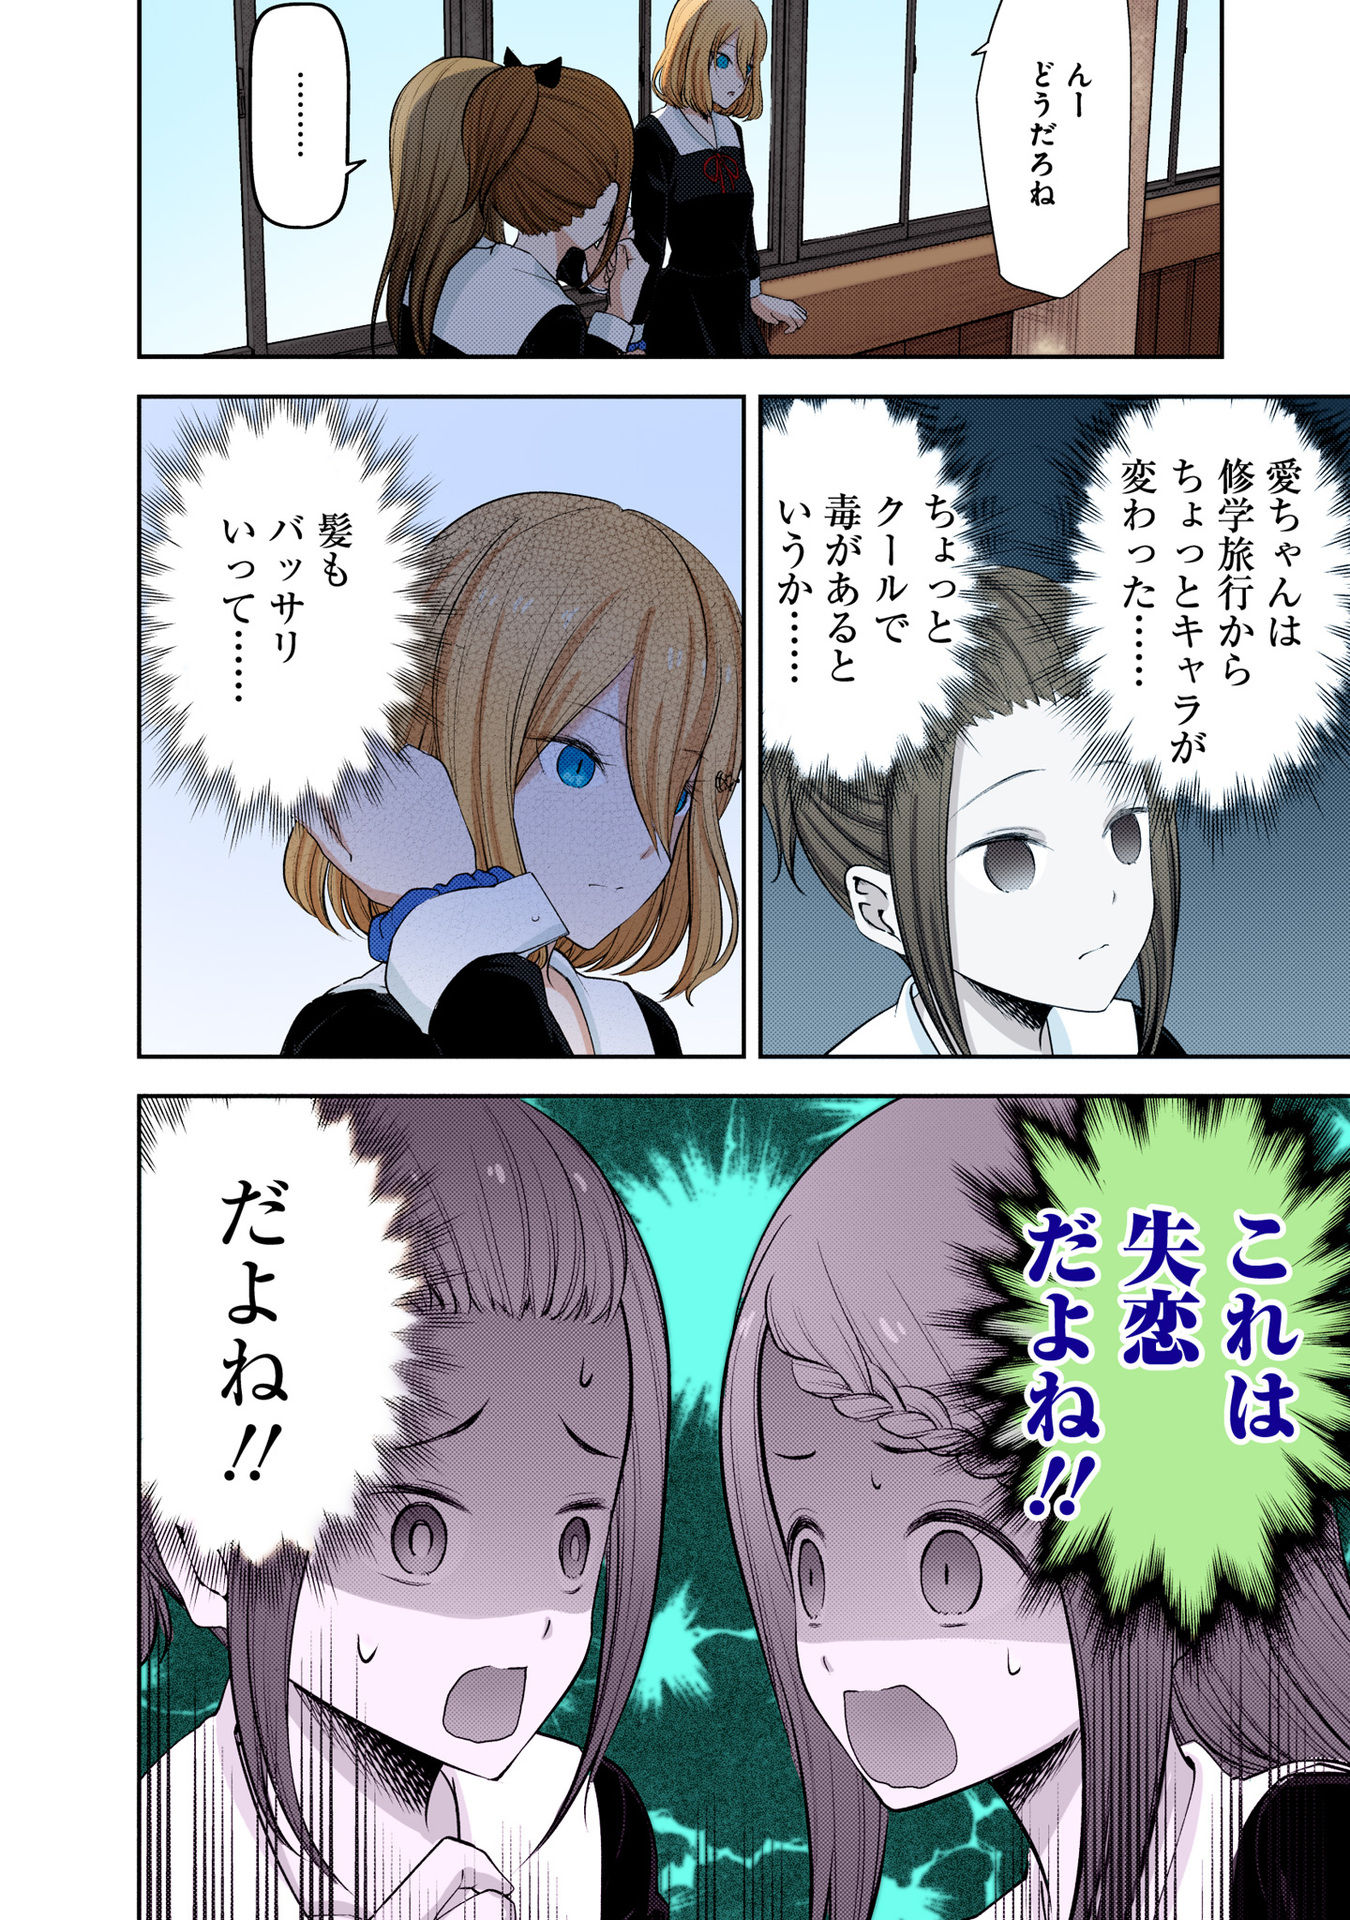 んー
どうだろね
………
愛ちゃんは
修学旅行から
ちょっとキャラが
変わった……
ちょっと
クールで
毒があると
いうか……
髪も
バッサリ
いって……
これは
失恋
だよね!!
だよね!!